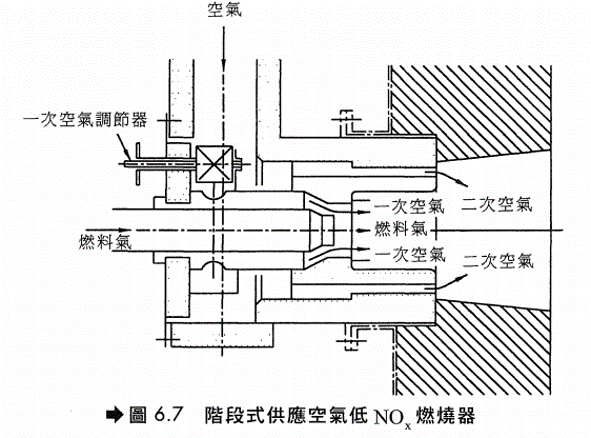 空氣
一次空氣調節器
一次空氣
二次空氣
燃料氣
燃料氣
一次空氣
二次空氣
➡圖 6.7 階段式供應空氣低 NOx 燃燒器